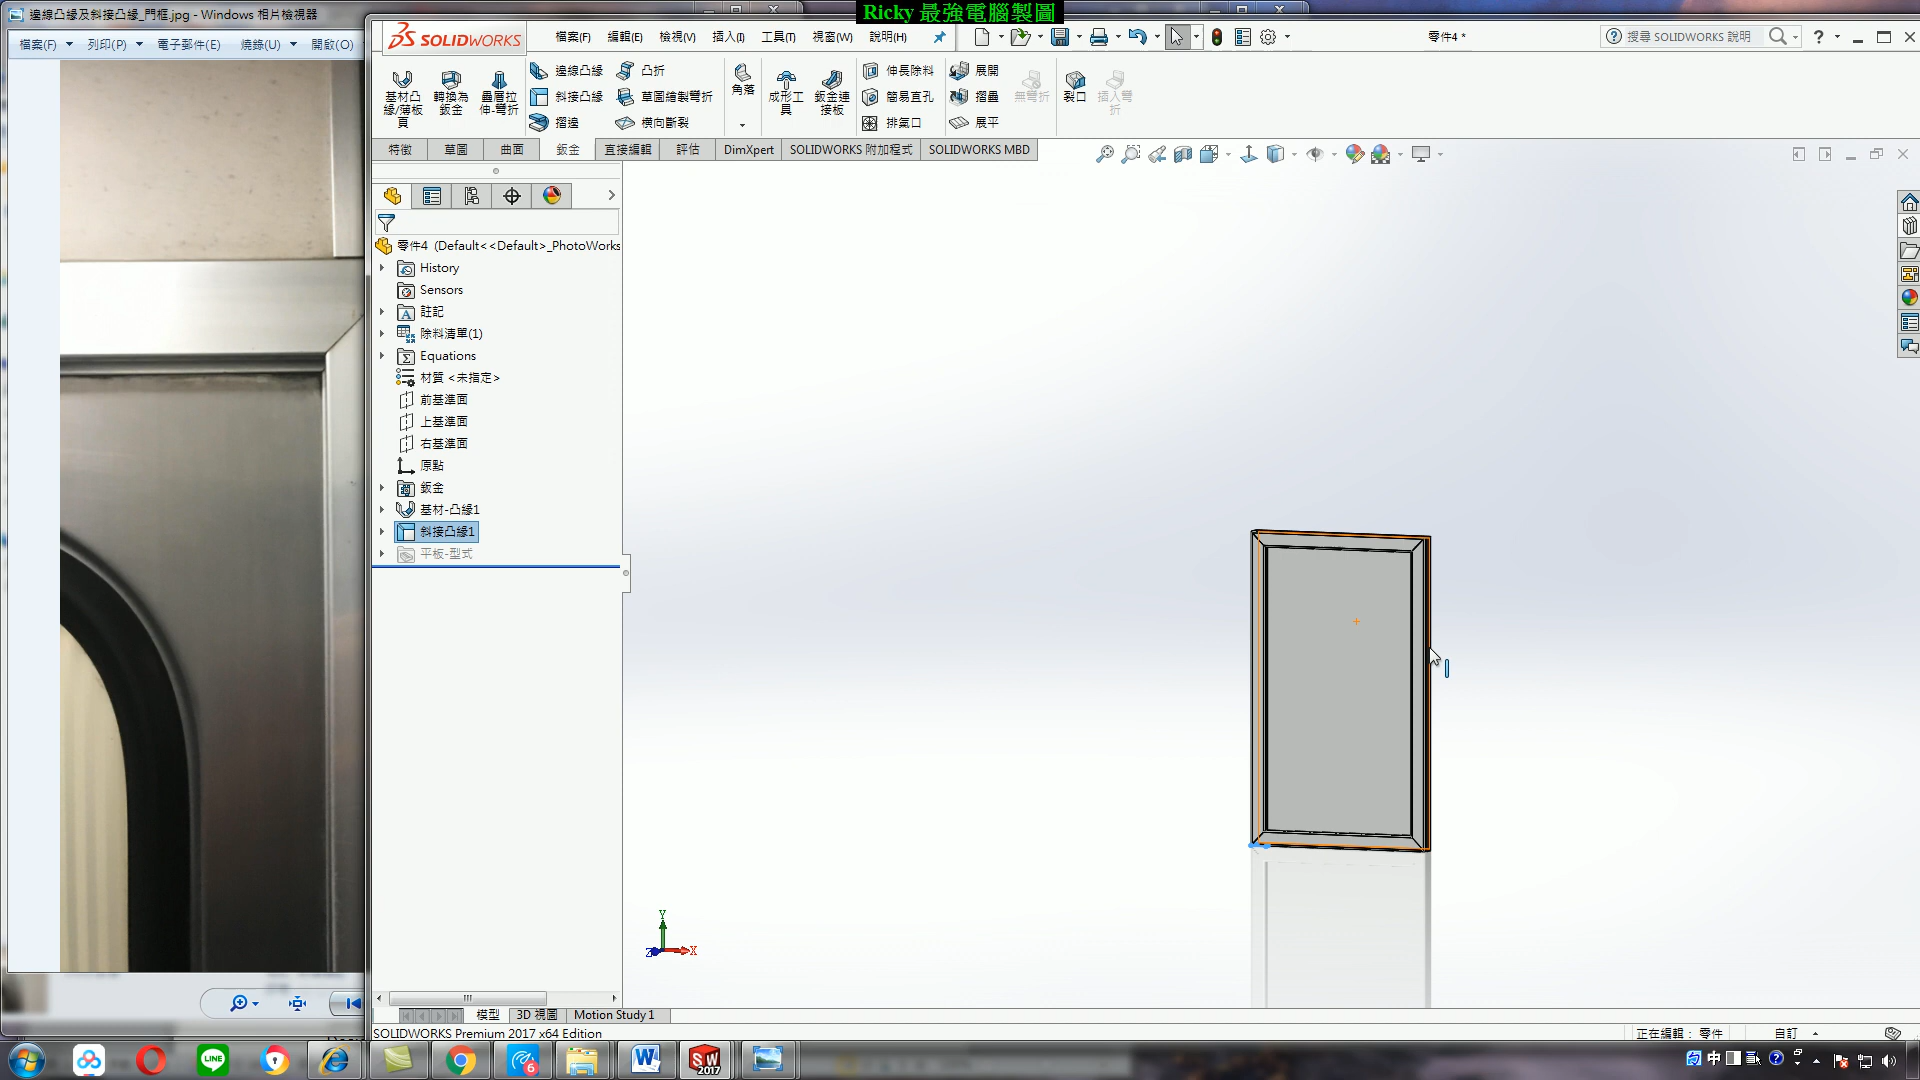 邊線凸緣及斜接凸緣_門框.jpg - Windows 相片檢視器
Ricky 最強電腦製圖
檔案(F) 列印(P) 電子郵件(E) 燒錄(U) 開啟(O)
SOLIDWORKS 檔案(F) 編輯(E) 檢視(V) 插入(I) 工具(T) 視窗(W) 說明(H) 零件4 * 搜尋 SOLIDWORKS 說明
基材凸緣/薄板頁
轉換為鈑金
疊層拉伸-彎折
邊線凸緣
斜接凸緣
摺邊
凸折
草圖繪製彎折
橫向斷裂
角落
成形工具
鈑金連接板
伸長除料
簡易直孔
排氣口
展開
摺疊
展平
無彎折
裂口
插入彎折
特徵 草圖 曲面 鈑金 直接編輯 評估 DimXpert SOLIDWORKS 附加程式 SOLIDWORKS MBD
零件4 (Default<<Default>_PhotoWorks
History
Sensors
註記
除料清單(1)
Equations
材質 <未指定>
前基準面
上基準面
右基準面
原點
鈑金
基材-凸緣1
斜接凸緣1
平板-型式
Y
Z X
模型 3D 視圖 Motion Study 1
SOLIDWORKS Premium 2017 x64 Edition 正在編輯： 零件 自訂
LINE
6
SW
2017
中